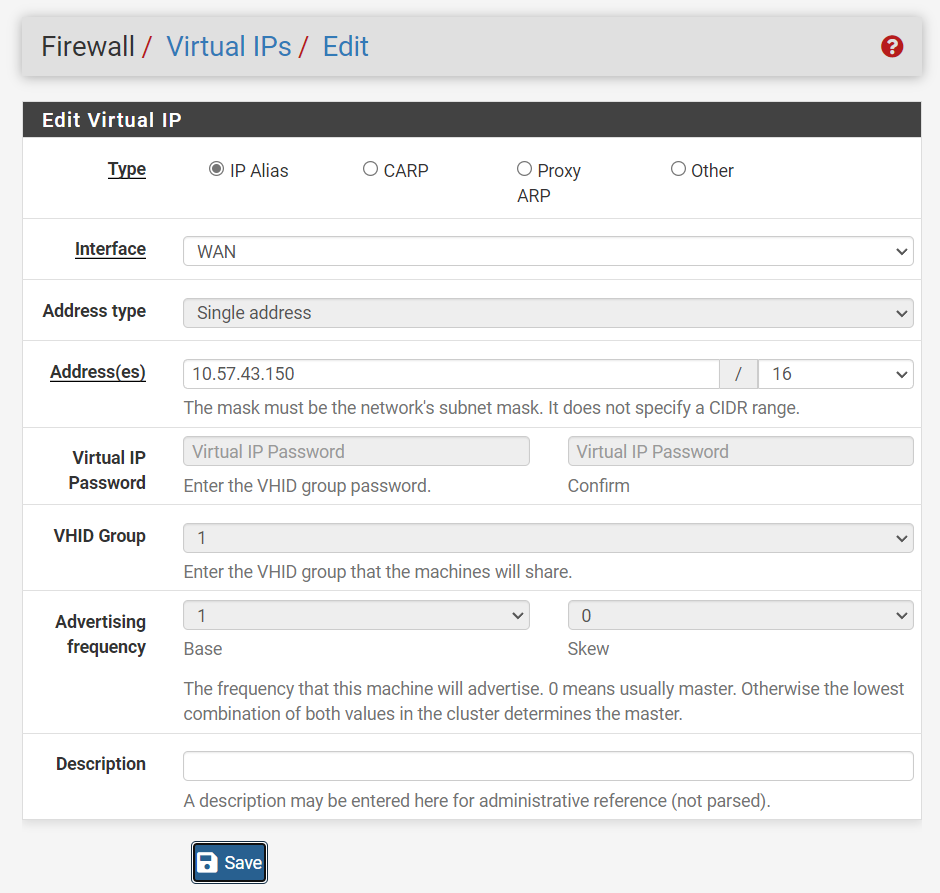 Firewall / Virtual IPs / Edit
Edit Virtual IP
Type
IP Alias
CARP
Proxy
ARP
Other
Interface
WAN
Address type
Single address
Address(es)
10.57.43.150 / 16
The mask must be the network's subnet mask. It does not specify a CIDR range.
Virtual IP
Password
Virtual IP Password
Enter the VHID group password.
Virtual IP Password
Confirm
VHID Group
1
Enter the VHID group that the machines will share.
Advertising
frequency
1
Base
0
Skew
The frequency that this machine will advertise. 0 means usually master. Otherwise the lowest
combination of both values in the cluster determines the master.
Description
A description may be entered here for administrative reference (not parsed).
Save